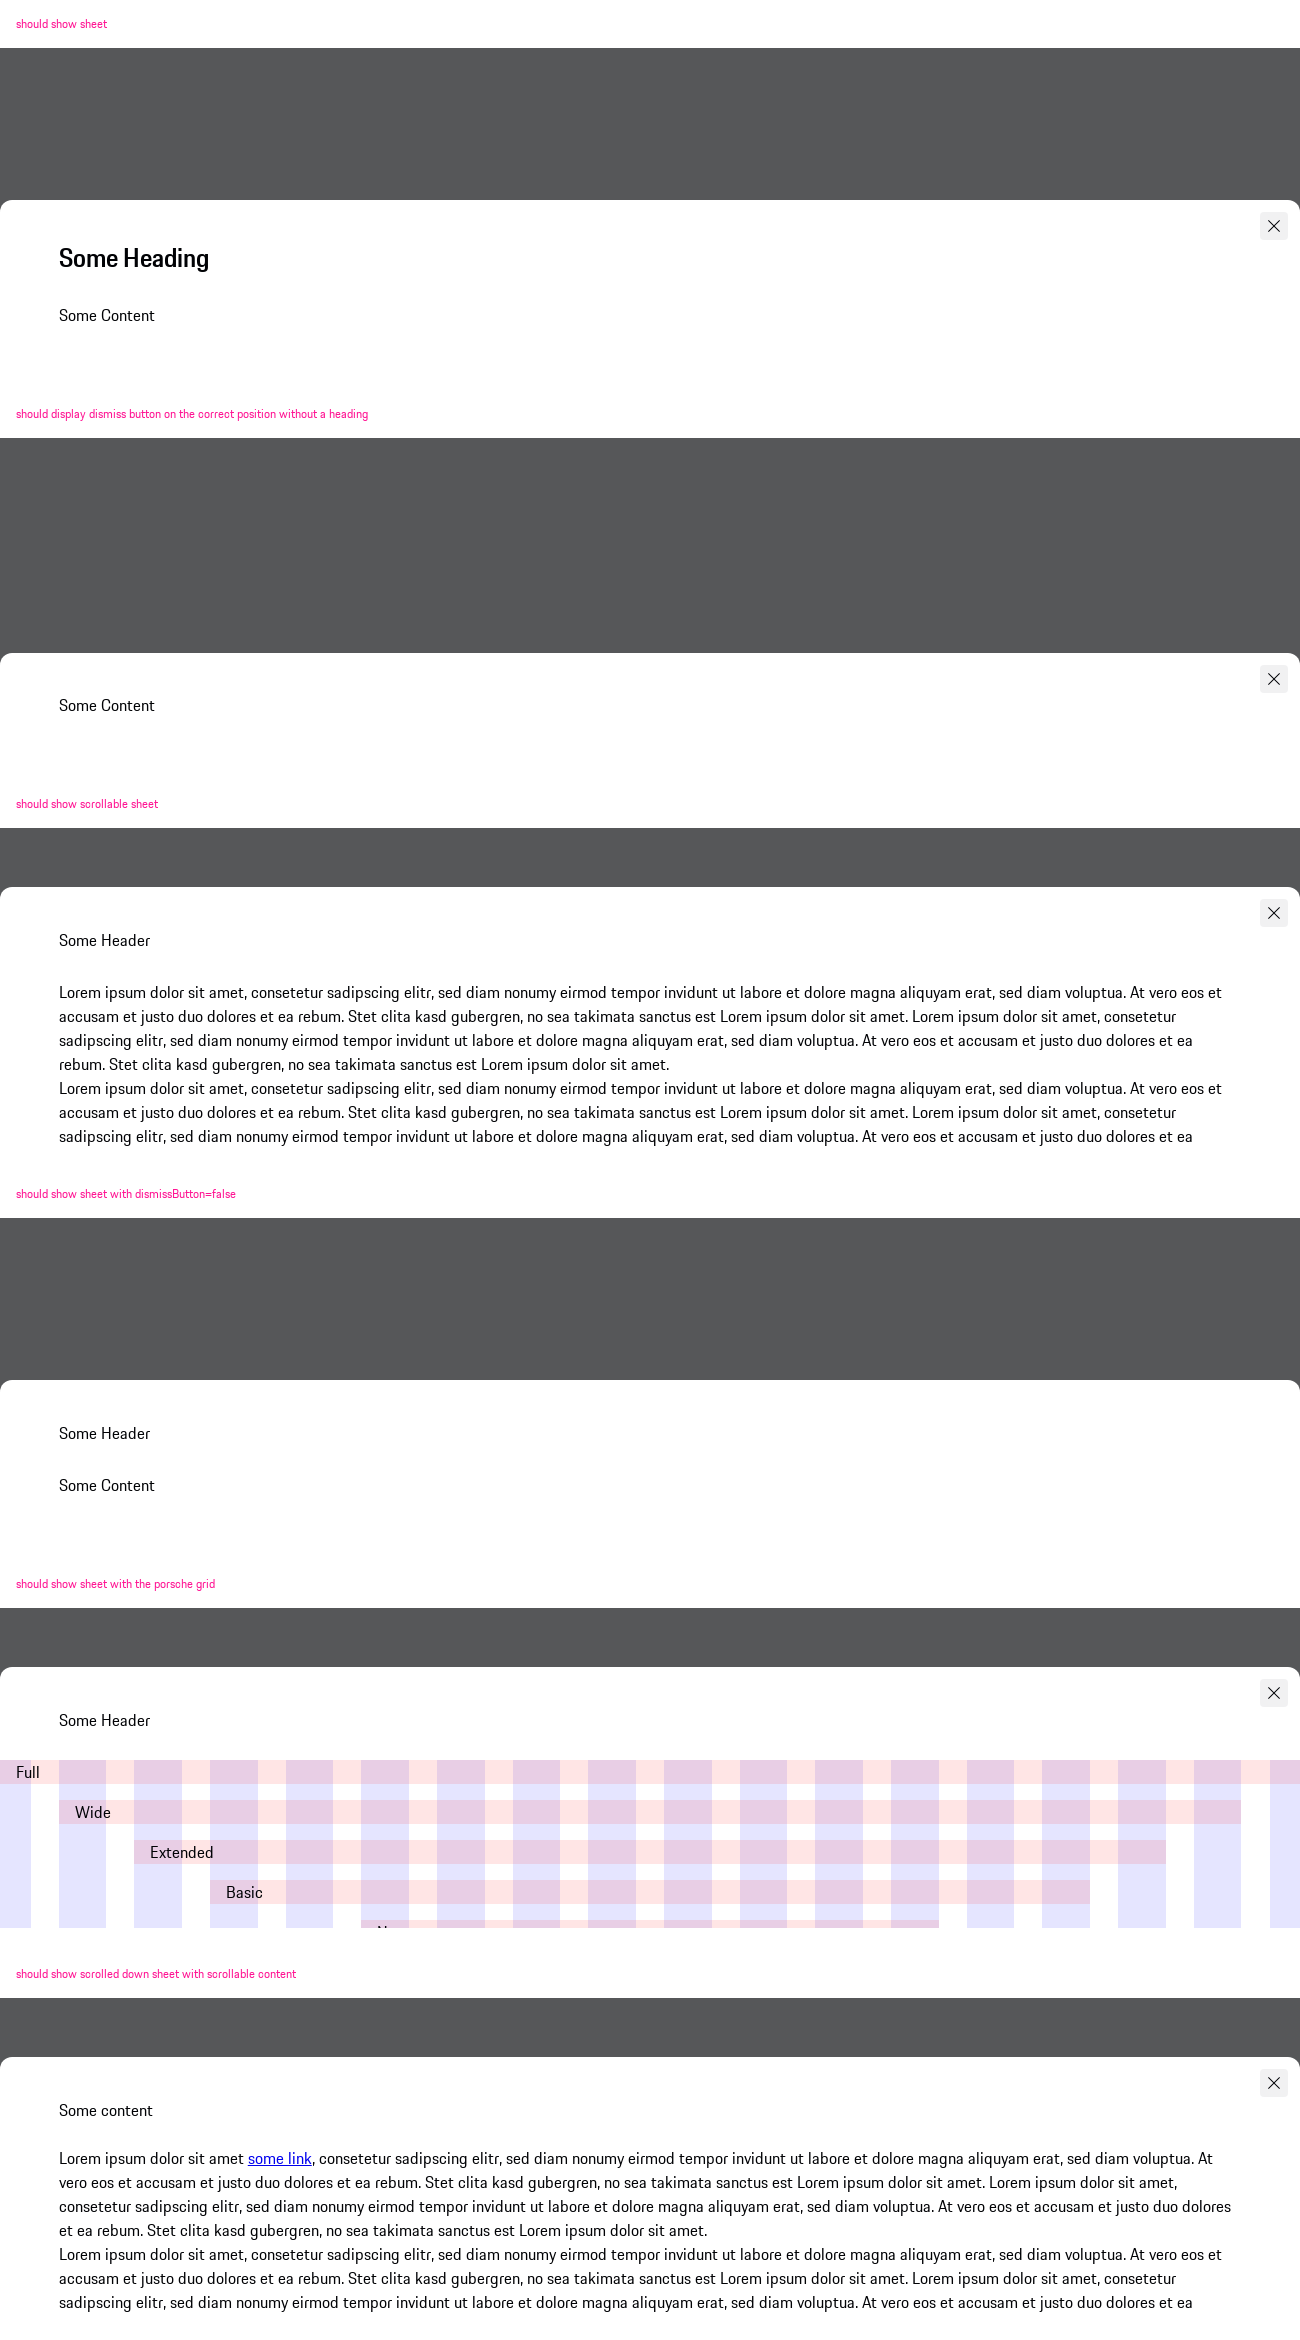 should show sheet
Some Heading
Some Content
should display dismiss button on the correct position without a heading
Some Content
should show scrollable sheet
Some Header
Lorem ipsum dolor sit amet, consetetur sadipscing elitr, sed diam nonumy eirmod tempor invidunt ut labore et dolore magna aliquyam erat, sed diam voluptua. At vero eos et
accusam et justo duo dolores et ea rebum. Stet clita kasd gubergren, no sea takimata sanctus est Lorem ipsum dolor sit amet. Lorem ipsum dolor sit amet, consetetur
sadipscing elitr, sed diam nonumy eirmod tempor invidunt ut labore et dolore magna aliquyam erat, sed diam voluptua. At vero eos et accusam et justo duo dolores et ea
rebum. Stet clita kasd gubergren, no sea takimata sanctus est Lorem ipsum dolor sit amet.
Lorem ipsum dolor sit amet, consetetur sadipscing elitr, sed diam nonumy eirmod tempor invidunt ut labore et dolore magna aliquyam erat, sed diam voluptua. At vero eos et
accusam et justo duo dolores et ea rebum. Stet clita kasd gubergren, no sea takimata sanctus est Lorem ipsum dolor sit amet. Lorem ipsum dolor sit amet, consetetur
sadipscing elitr, sed diam nonumy eirmod tempor invidunt ut labore et dolore magna aliquyam erat, sed diam voluptua. At vero eos et accusam et justo duo dolores et ea
should show sheet with dismissButton=false
Some Header
Some Content
should show sheet with the porsche grid
Some Header
Full
Wide
Extended
Basic
should show scrolled down sheet with scrollable content
Some content
Lorem ipsum dolor sit amet some link, consetetur sadipscing elitr, sed diam nonumy eirmod tempor invidunt ut labore et dolore magna aliquyam erat, sed diam voluptua. At
vero eos et accusam et justo duo dolores et ea rebum. Stet clita kasd gubergren, no sea takimata sanctus est Lorem ipsum dolor sit amet. Lorem ipsum dolor sit amet,
consetetur sadipscing elitr, sed diam nonumy eirmod tempor invidunt ut labore et dolore magna aliquyam erat, sed diam voluptua. At vero eos et accusam et justo duo dolores
et ea rebum. Stet clita kasd gubergren, no sea takimata sanctus est Lorem ipsum dolor sit amet.
Lorem ipsum dolor sit amet, consetetur sadipscing elitr, sed diam nonumy eirmod tempor invidunt ut labore et dolore magna aliquyam erat, sed diam voluptua. At vero eos et
accusam et justo duo dolores et ea rebum. Stet clita kasd gubergren, no sea takimata sanctus est Lorem ipsum dolor sit amet. Lorem ipsum dolor sit amet, consetetur
sadipscing elitr, sed diam nonumy eirmod tempor invidunt ut labore et dolore magna aliquyam erat, sed diam voluptua. At vero eos et accusam et justo duo dolores et ea